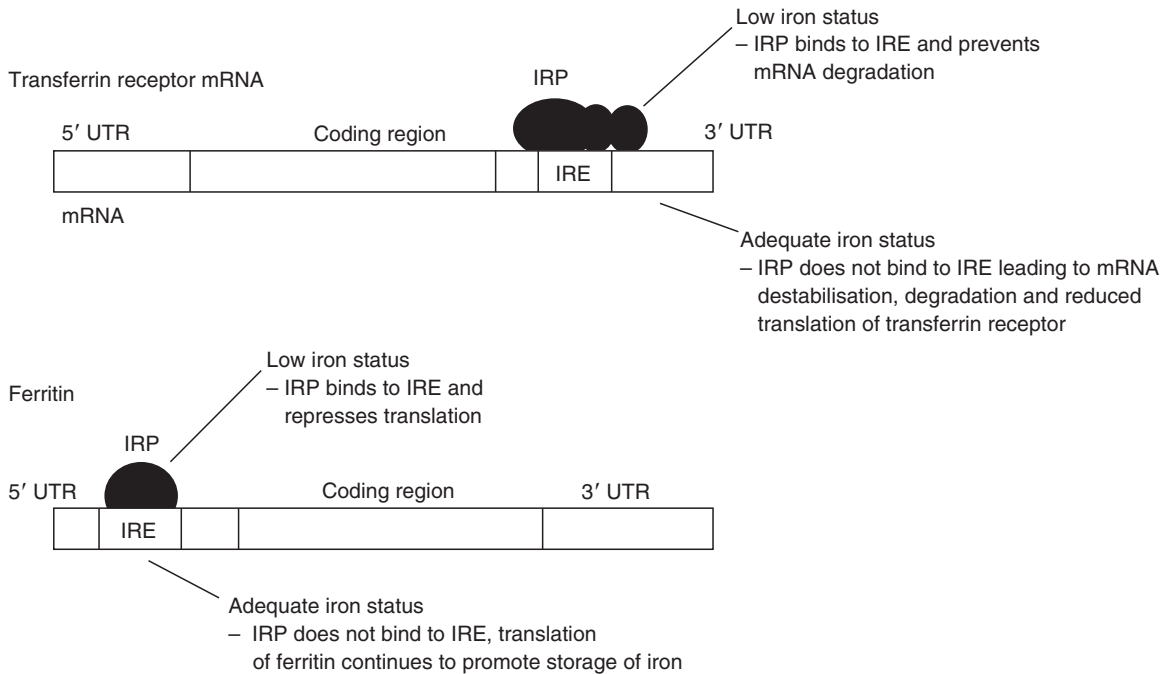 Low iron status
– IRP binds to IRE and prevents
mRNA degradation
Transferrin receptor mRNA
IRP
5′ UTR
Coding region
3′ UTR
IRE
mRNA
Adequate iron status
– IRP does not bind to IRE leading to mRNA
destabilisation, degradation and reduced
translation of transferrin receptor
Low iron status
– IRP binds to IRE and
represses translation
Ferritin
IRP
5′ UTR
Coding region
3′ UTR
IRE
Adequate iron status
– IRP does not bind to IRE, translation
of ferritin continues to promote storage of iron